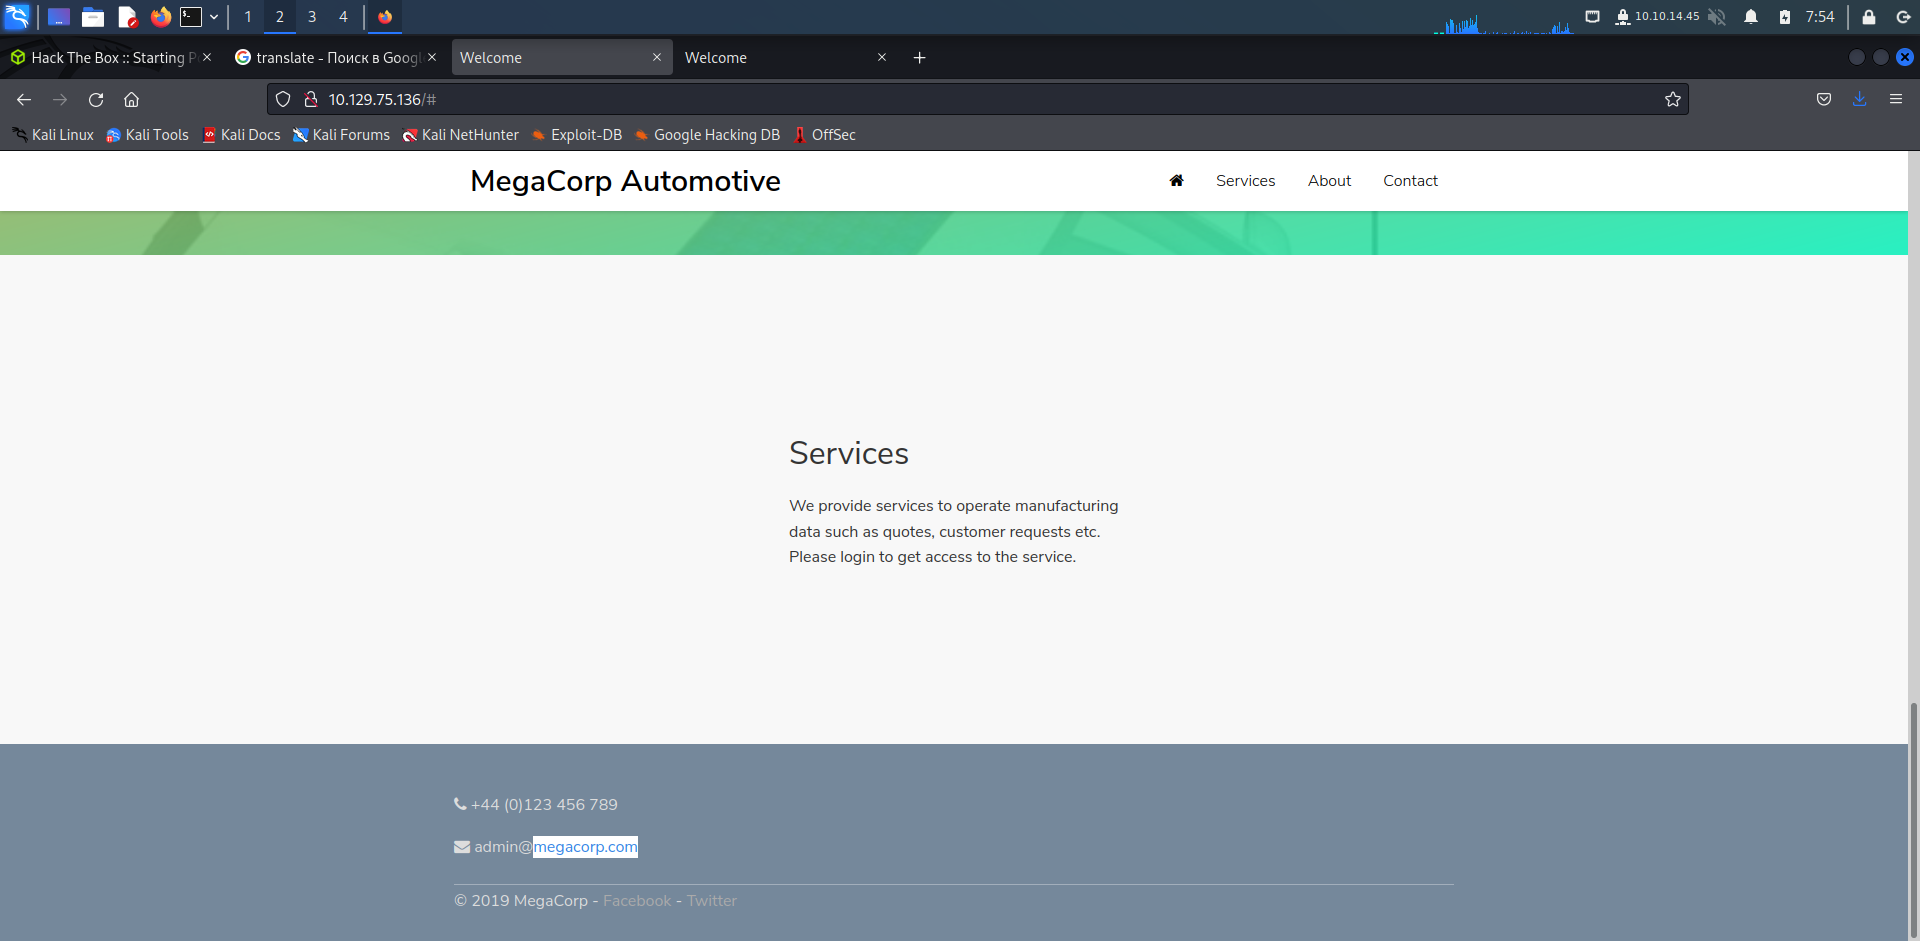 1 2 3 4 10.10.14.45 7:54
Hack The Box :: Starting P translate - Поиск в Googl Welcome Welcome
10.129.75.136/#
Kali Linux Kali Tools Kali Docs Kali Forums Kali NetHunter Exploit-DB Google Hacking DB OffSec
MegaCorp Automotive Services About Contact
Services
We provide services to operate manufacturing
data such as quotes, customer requests etc.
Please login to get access to the service.
+44 (0)123 456 789
admin@megacorp.com
© 2019 MegaCorp - Facebook - Twitter